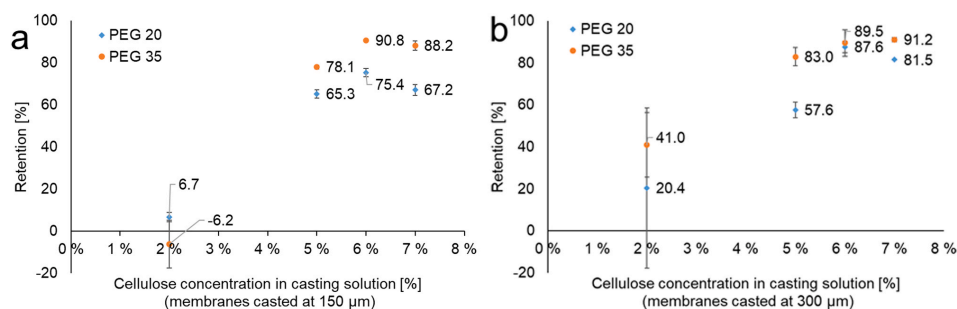 a
PEG 20
PEG 35
100
80
60
40
20
0
-20
Retention [%]
90.8
88.2
78.1
75.4
65.3
67.2
6.7
-6.2
0 % 1 % 2 % 3 % 4 % 5 % 6 % 7 % 8 %
Cellulose concentration in casting solution [%]
(membranes casted at 150 µm)
b
PEG 20
PEG 35
100
80
60
40
20
0
-20
Retention [%]
89.5
91.2
83.0
87.6
81.5
57.6
41.0
20.4
0 % 1 % 2 % 3 % 4 % 5 % 6 % 7 % 8 %
Cellulose concentration in casting solution [%]
(membranes casted at 300 µm)